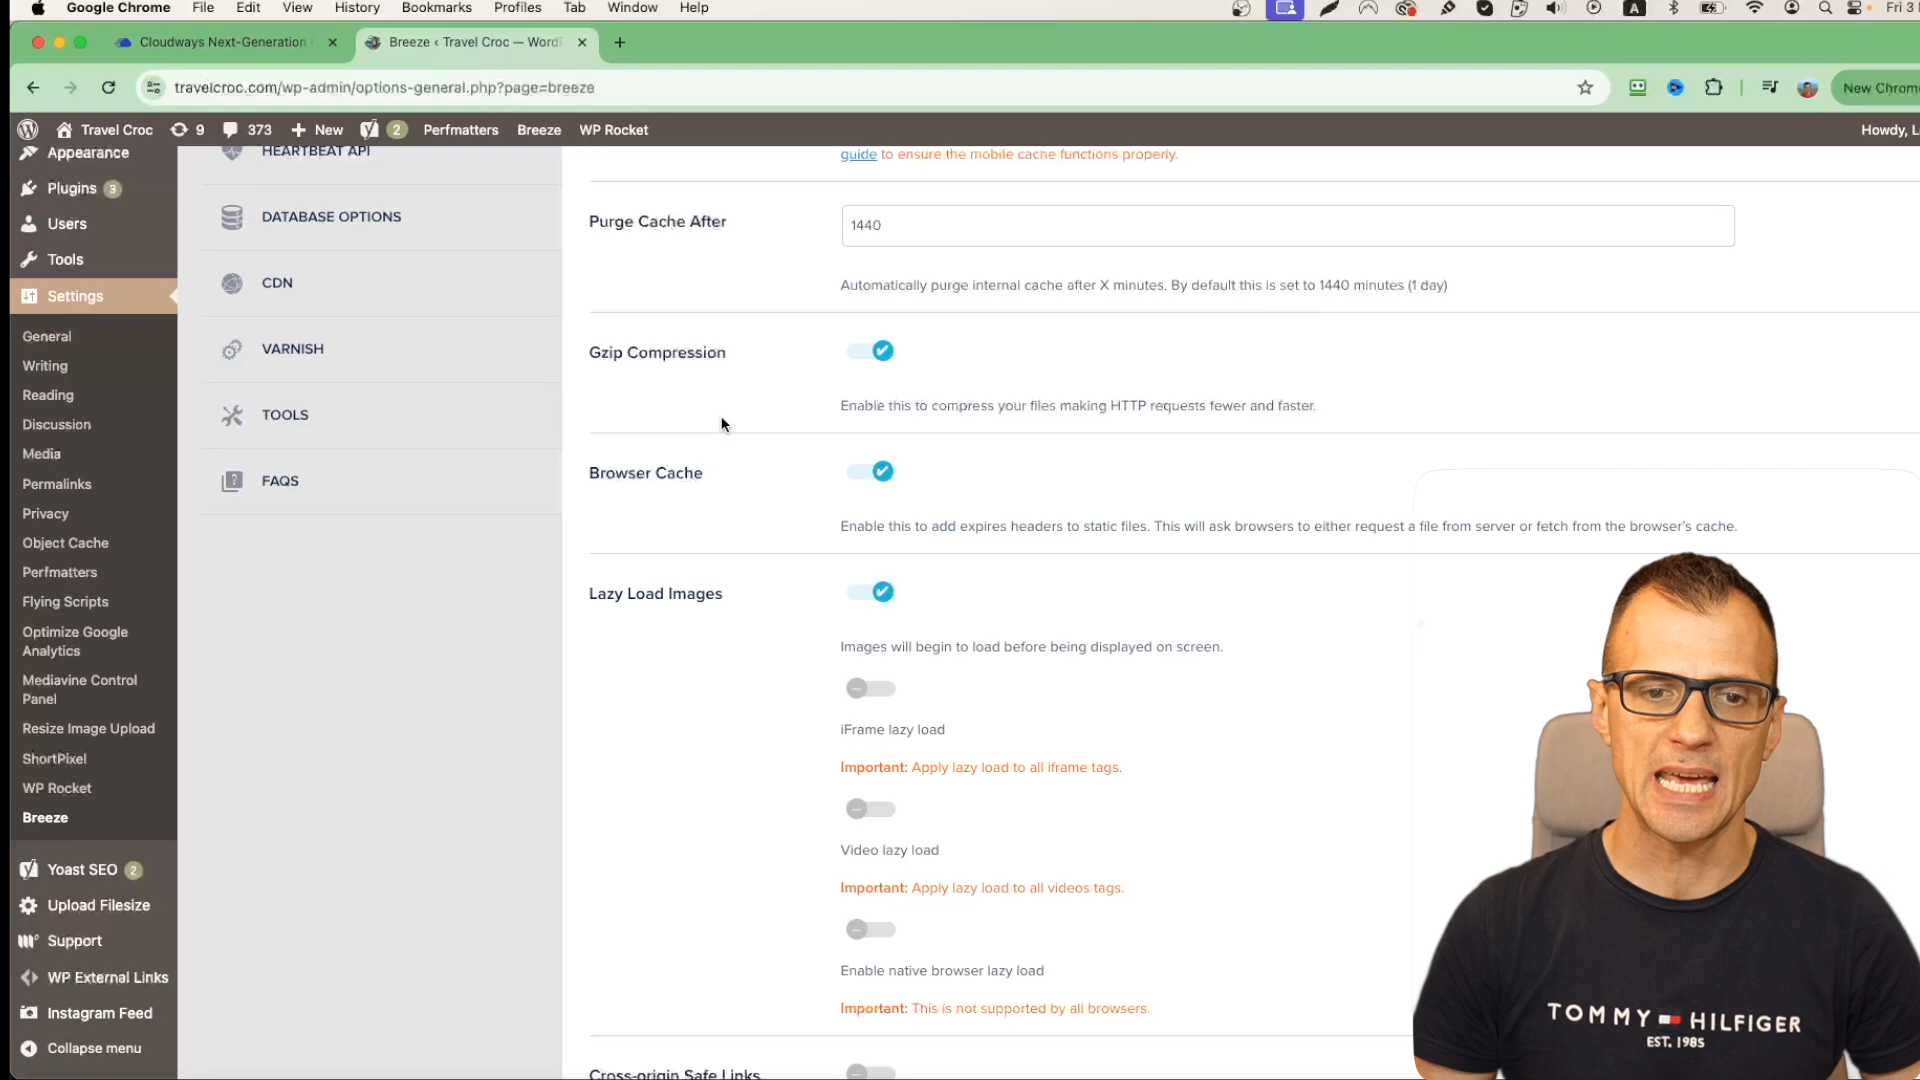 Google Chrome File Edit View History Bookmarks Profiles Tab Window Help
A
Fri 3
Cloudways Next-Generation
Breeze ‹ Travel Croc — WordP
travelcroc.com/wp-admin/options-general.php?page=breeze
New Chrome
Travel Croc 9 373 New 2 Perfmatters Breeze WP Rocket
Howdy, L
Appearance
Plugins 3
Users
Tools
Settings
General
Writing
Reading
Discussion
Media
Permalinks
Privacy
Object Cache
Perfmatters
Flying Scripts
Optimize Google
Analytics
Mediavine Control
Panel
Resize Image Upload
ShortPixel
WP Rocket
Breeze
Yoast SEO 2
Upload Filesize
Support
WP External Links
Instagram Feed
Collapse menu
HEARTBEAT API
DATABASE OPTIONS
CDN
VARNISH
TOOLS
FAQS
guide to ensure the mobile cache functions properly.
Purge Cache After
1440
Automatically purge internal cache after X minutes. By default this is set to 1440 minutes (1 day)
Gzip Compression
Enable this to compress your files making HTTP requests fewer and faster.
Browser Cache
Enable this to add expires headers to static files. This will ask browsers to either request a file from server or fetch from the browser's cache.
Lazy Load Images
Images will begin to load before being displayed on screen.
iFrame lazy load
Important: Apply lazy load to all iframe tags.
Video lazy load
Important: Apply lazy load to all videos tags.
Enable native browser lazy load
Important: This is not supported by all browsers.
Cross-origin Safe Links
TOMMY HILFIGER
EST. 1985